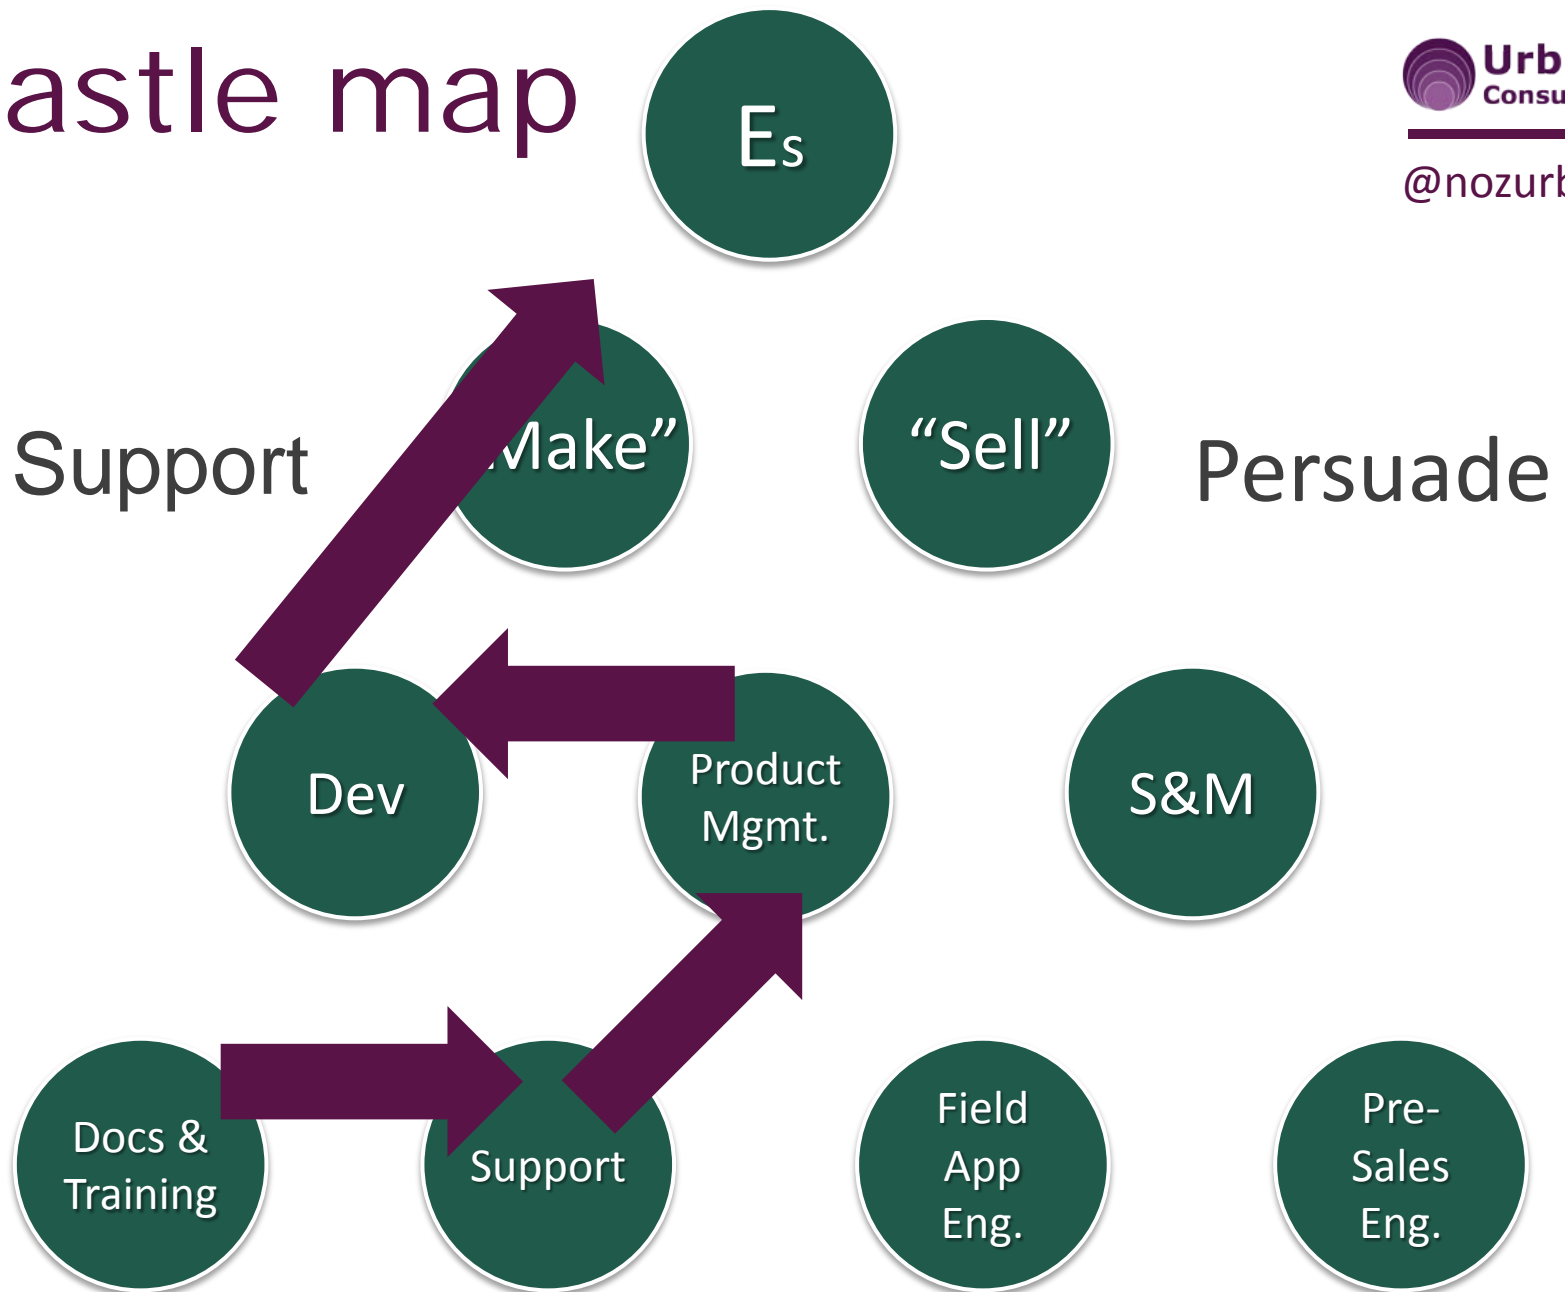 astle map
Es
Urb
Consu
@nozurb
Support
Make”
“Sell”
Persuade
Dev
Product
Mgmt.
S&M
Docs &
Training
Support
Field
App
Eng.
Pre-
Sales
Eng.